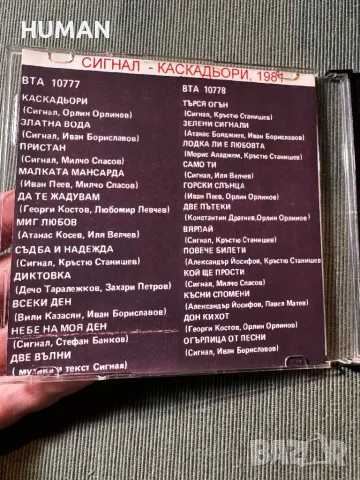 HUMAN
СИГНАЛ - КАСКАДЬОРИ. 1981
ВТА 10777
КАСКАДЬОРИ
(Сигнал, Орлин Орлинов)
ЗЛАТНА ВОДА
(Сигнал, Иван Бориславов)
ПРИСТАН
(Сигнал, Милчо Спасов)
МАЛКАТА МАНСАРДА
(Иван Пеев, Милчо Спасов)
ДА ТЕ ЖАДУВАМ
(Георги Костов, Любомир Левчев)
МИГ ЛЮБОВ
(Атанас Косев, Иля Велчев)
СЪДБА И НАДЕЖДА
(Сигнал, Кръстю Станишев)
ДИКТОВКА
(Дечо Таралежков, Захари Петров)
ВСЕКИ ДЕН
(Вили Казасян, Иван Бориславов)
НЕБЕ НА МОЯ ДЕН
(Сигнал, Стефан Банков)
ДВЕ ВЪЛНИ
( музика и текст Сигнал)
ВТА 10778
ТЪРСЯ ОГЪН
(Сигнал, Кръстю Станишев)
ЗЕЛЕНИ СИГНАЛИ
(Атанас Бояджиев, Иван Бориславов)
ЛОДКА ЛИ Е ЛЮБОВТА
(Морис Аладжем, Кръстю Станишев)
САМО ТИ
(Сигнал, Иля Велчев)
ГОРСКИ СЛЪНЦА
(Иван Пеев, Орлин Орлинов)
ДВЕ ПЪТЕКИ
(Константин Драгнев, Орлин Орлинов)
ВЯРВАЙ
(Сигнал, Кръстю Станишев)
ПОВЕЧЕ БИЛЕТИ
(Александър Йосифов, Кръстю Станишев
КОЙ ЩЕ ПРОСТИ
(Сигнал, Милчо Спасов)
КЪСНИ СПОМЕНИ
(Александър Йосифов, Павел Матев)
ДОН КИХОТ
(Георги Костов, Орлин Орлинов)
ОГЪРЛИЦА ОТ ПЕСНИ
(Сигнал, Иван Бориславов)
bazar
БГ